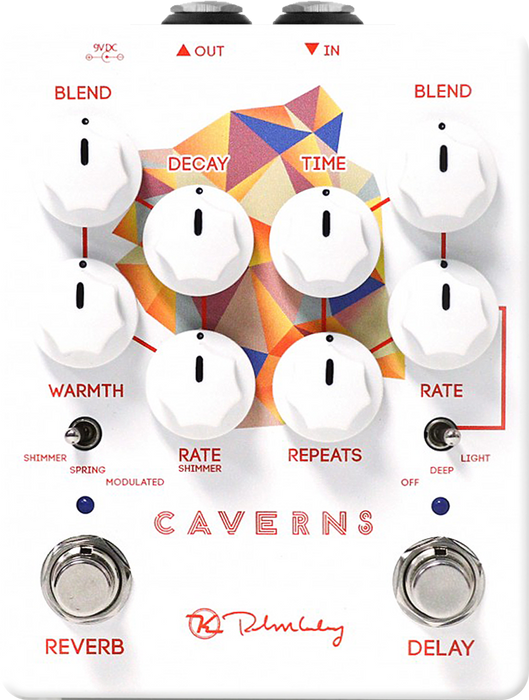 9VDC
▲ OUT
▼ IN
BLEND
BLEND
DECAY
TIME
WARMTH
RATE
SHIMMER
REPEATS
RATE
SHIMMER
SPRING
MODULATED
OFF
DEEP
LIGHT
CAVERNS
REVERB
DELAY